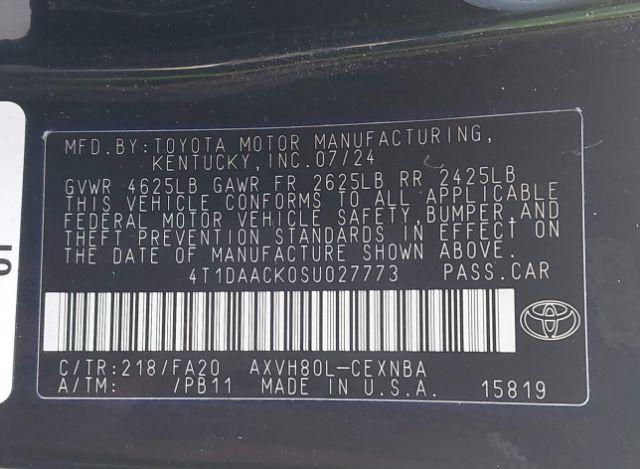 MFD.BY:TOYOTA MOTOR MANUFACTURING,
KENTUCKY,INC.07/24
GVWR 4625LB GAWR FR 2625LB RR 2425LB
THIS VEHICLE CONFORMS TO ALL APPLICABLE
FEDERAL MOTOR VEHICLE SAFETY,BUMPER,AND
THEFT PREVENTION STANDARDS IN EFFECT ON
THE DATE OF MANUFACTURE SHOWN ABOVE.
4T1DAACK0SU027773 PASS.CAR
C/TR:218/FA20 AXVH80L-CEXNBA
A/TM: /PB11 MADE IN U.S.A. 15819